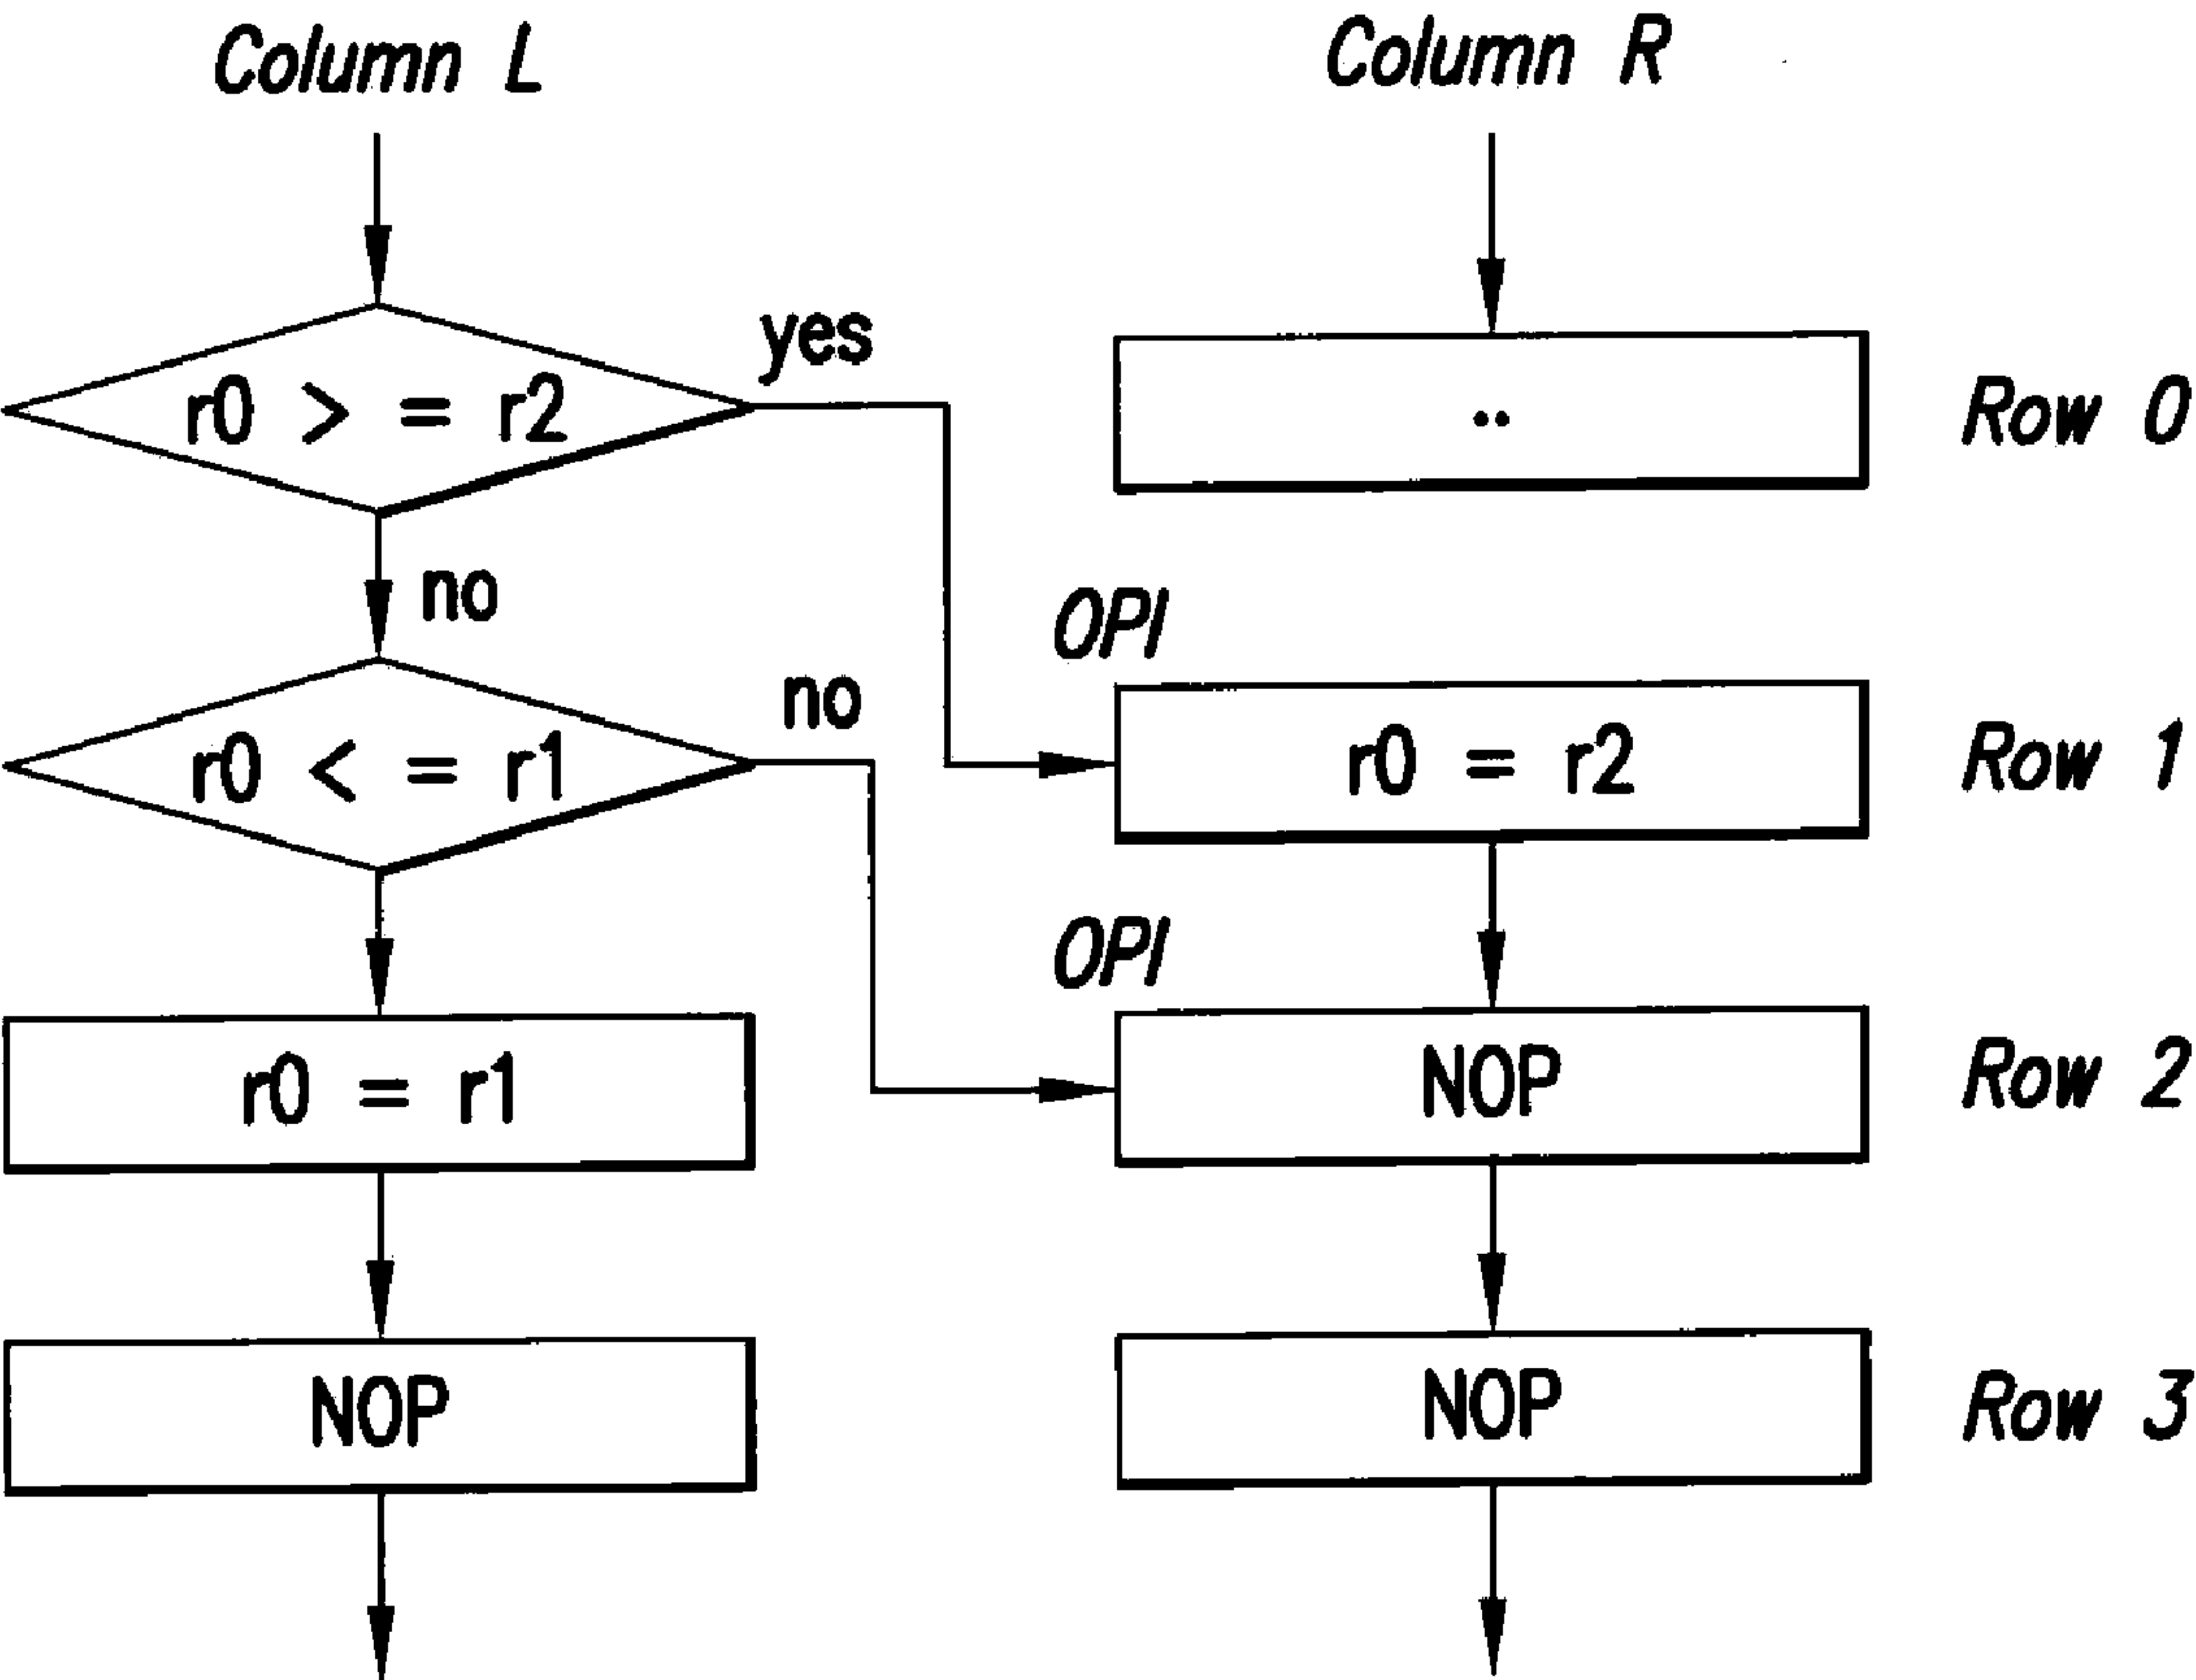 Column L
Column R
yes
r0 > = r2
..
Row 0
no
OPI
no
r0 < = r1
r0 = r2
Row 1
OPI
r0 = r1
NOP
Row 2
NOP
NOP
Row 3